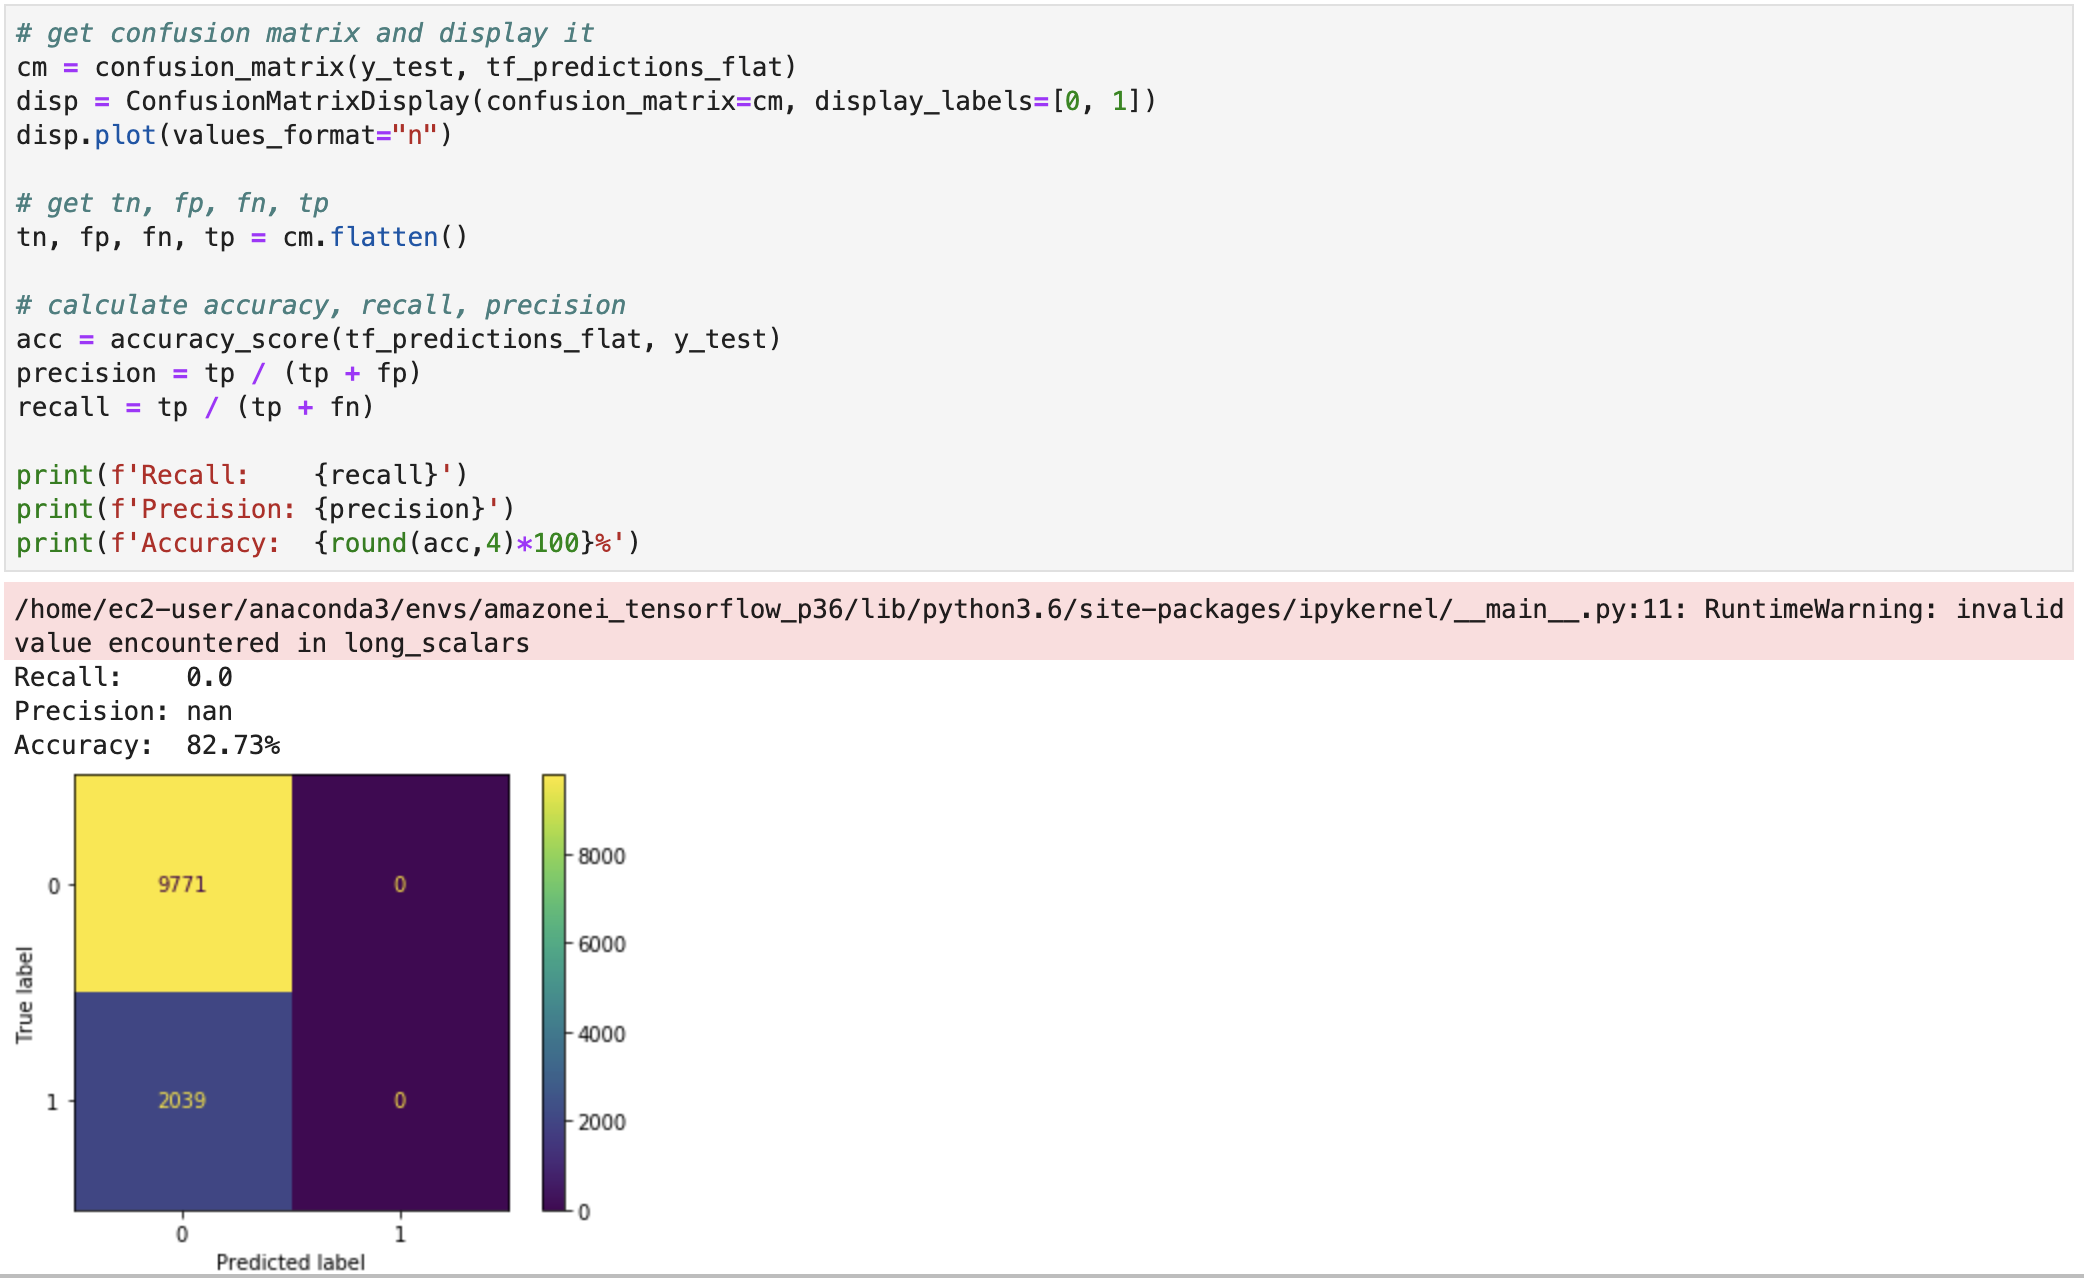 # get confusion matrix and display it
cm = confusion_matrix(y_test, tf_predictions_flat)
disp = ConfusionMatrixDisplay(confusion_matrix=cm, display_labels=[0, 1])
disp.plot(values_format="n")
# get tn, fp, fn, tp
tn, fp, fn, tp = cm.flatten()
# calculate accuracy, recall, precision
acc = accuracy_score(tf_predictions_flat, y_test)
precision = tp / (tp + fp)
recall = tp / (tp + fn)
print(f'Recall:    {recall}')
print(f'Precision: {precision}')
print(f'Accuracy:  {round(acc,4)*100}%')
/home/ec2-user/anaconda3/envs/amazonei_tensorflow_p36/lib/python3.6/site-packages/ipykernel/__main__.py:11: RuntimeWarning: invalid
value encountered in long_scalars
Recall:    0.0
Precision: nan
Accuracy:  82.73%
8000
0 9771 0
6000
True label
4000
1 2039 0
2000
0
0 1
Predicted label